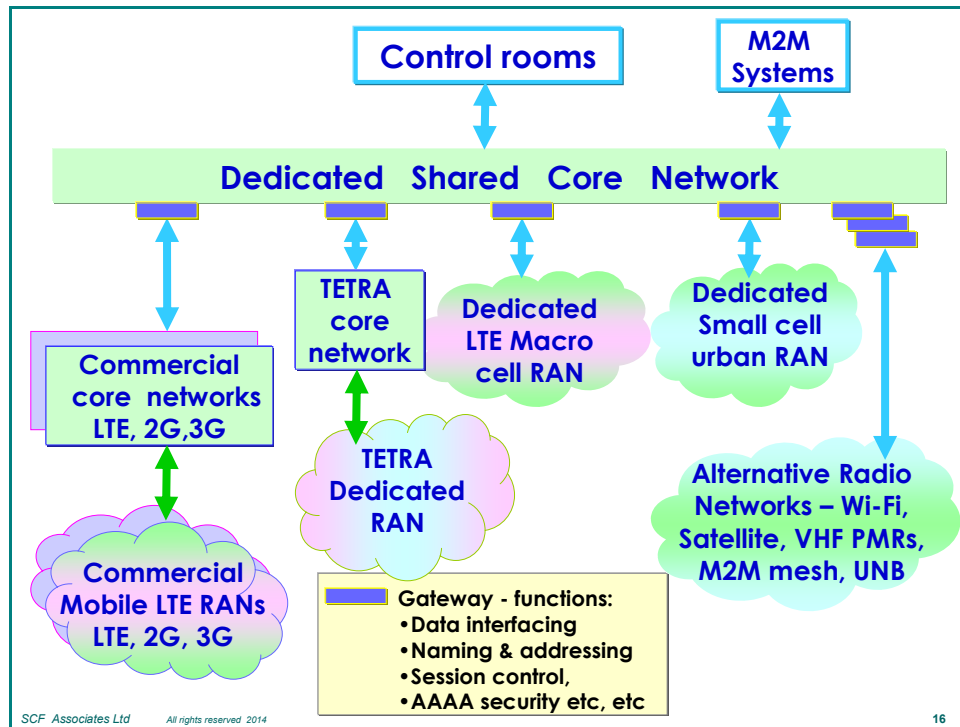 Control rooms
M2M
Systems
Dedicated Shared Core Network
TETRA
core
network
Dedicated
LTE Macro
cell RAN
Dedicated
Small cell
urban RAN
Commercial
core networks
LTE, 2G,3G
TETRA
Dedicated
RAN
Alternative Radio
Networks – Wi-Fi,
Satellite, VHF PMRs,
M2M mesh, UNB
Commercial
Mobile LTE RANs
LTE, 2G, 3G
Gateway - functions:
•Data interfacing
•Naming & addressing
•Session control,
•AAAA security etc, etc
SCF Associates Ltd All rights reserved 2014 16